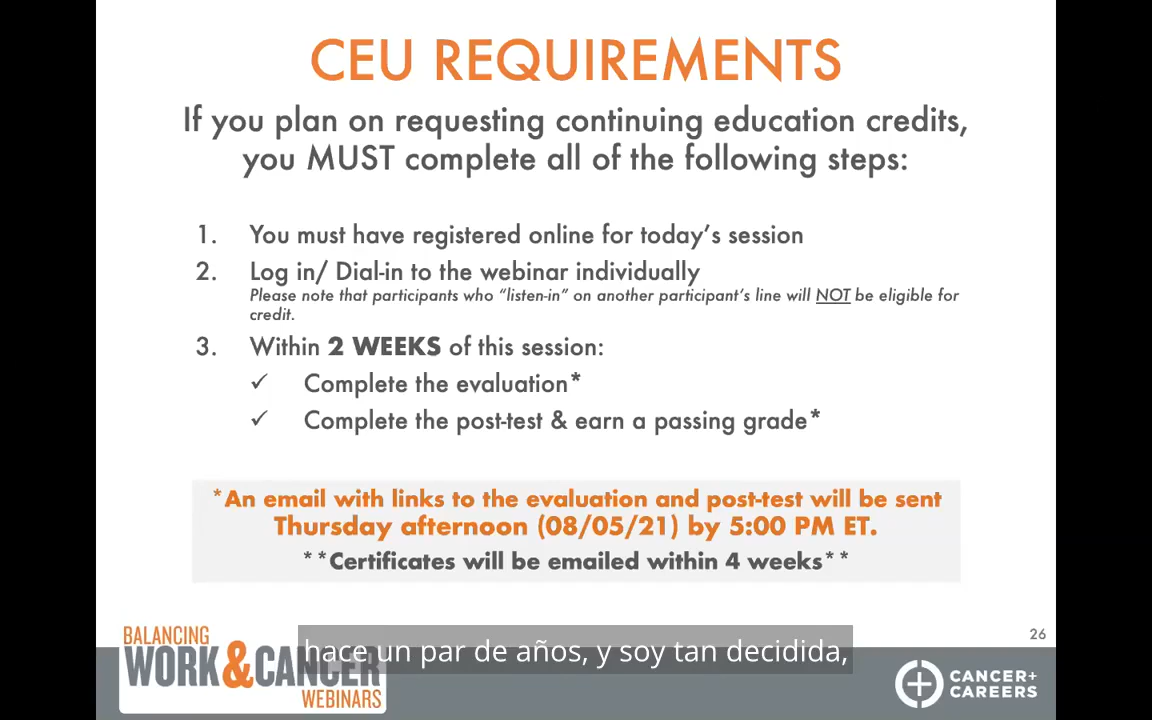 CEU REQUIREMENTS
If you plan on requesting continuing education credits,
you MUST complete all of the following steps:
1. You must have registered online for today's session
2. Log in/ Dial-in to the webinar individually
Please note that participants who “listen-in” on another participant's line will NOT be eligible for
credit.
3. Within 2 WEEKS of this session:
✓ Complete the evaluation*
✓ Complete the post-test & earn a passing grade*
*An email with links to the evaluation and post-test will be sent
Thursday afternoon (08/05/21) by 5:00 PM ET.
**Certificates will be emailed within 4 weeks**
26
BALANCING
WORK&CANCER
WEBINARS
hace un par de años, y soy tan decidida,
CANCER+
CAREERS